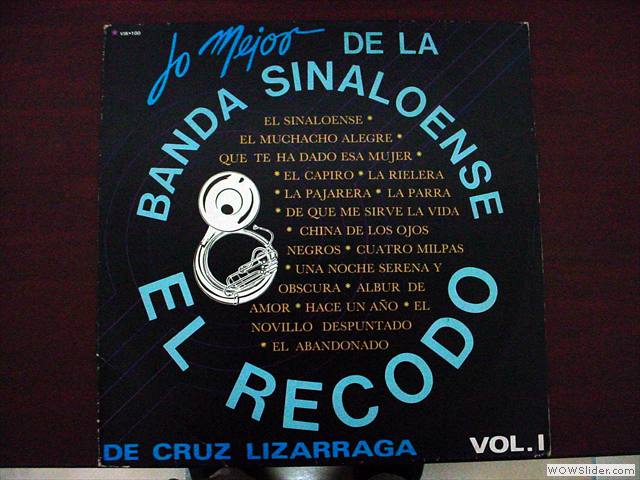 VIR-100
Lo Mejor DE LA
BANDA SINALOENSE
EL SINALOENSE *
EL MUCHACHO ALEGRE *
QUE TE HA DADO ESA MUJER *
* EL CAPIRO * LA RIELERA
* LA PAJARERA * LA PARRA
* DE QUE ME SIRVE LA VIDA
* CHINA DE LOS OJOS
NEGROS * CUATRO MILPAS
* UNA NOCHE SERENA Y
OBSCURA * ALBUR DE
AMOR * HACE UN AÑO * EL
NOVILLO DESPUNTADO
* EL ABANDONADO
EL RECODO
DE CRUZ LIZARRAGA VOL. I
WOWSlider.com